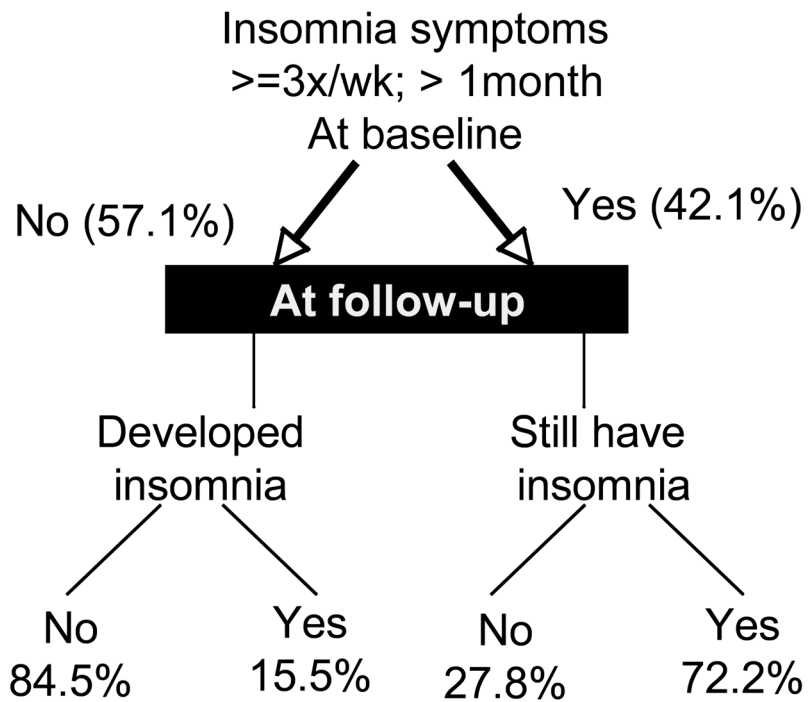 Insomnia symptoms
>=3x/wk; > 1month
At baseline
No (57.1%)
Yes (42.1%)
At follow-up
Developed
insomnia
Still have
insomnia
No
84.5%
Yes
15.5%
No
27.8%
Yes
72.2%